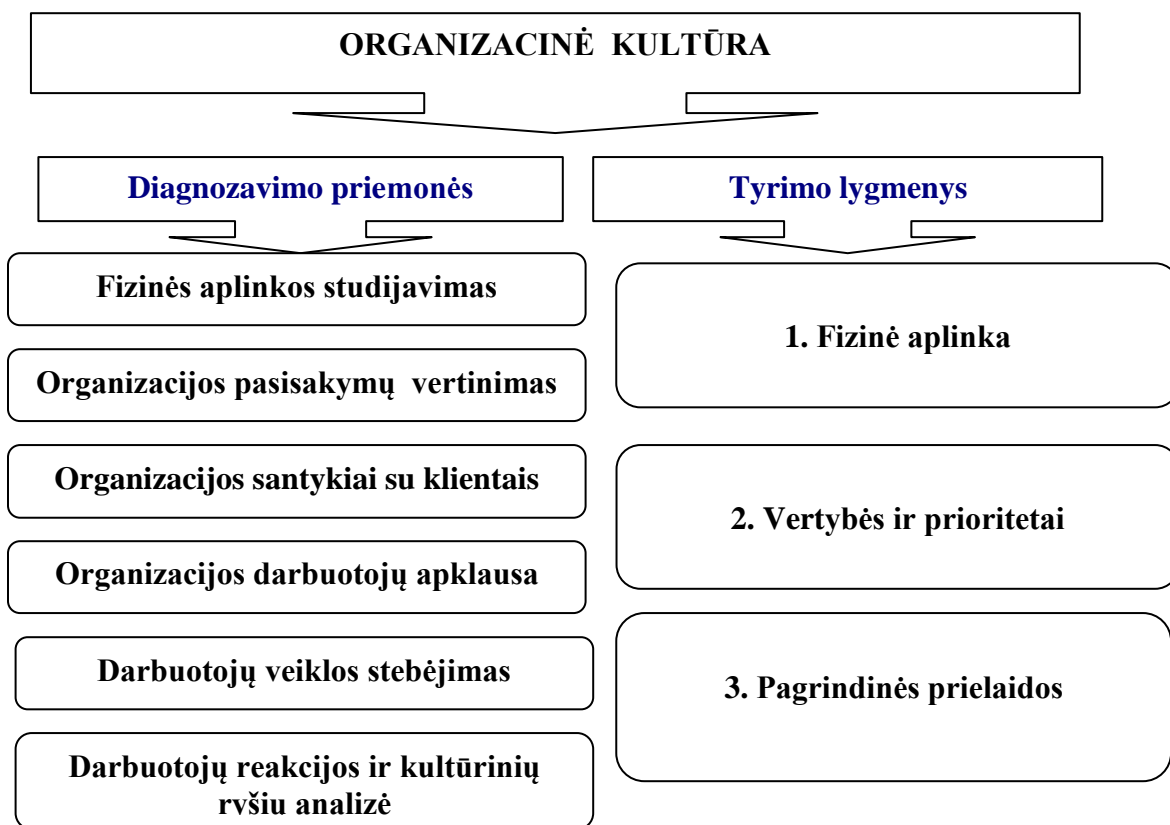 ORGANIZACINĖ KULTŪRA
Diagnozavimo priemonės
Fizinės aplinkos studijavimas
Organizacijos pasisakymų vertinimas
Organizacijos santykiai su klientais
Organizacijos darbuotojų apklausa
Darbuotojų veiklos stebėjimas
Darbuotojų reakcijos ir kultūrinių
ryšių analizė
Tyrimo lygmenys
1. Fizinė aplinka
2. Vertybės ir prioritetai
3. Pagrindinės prielaidos